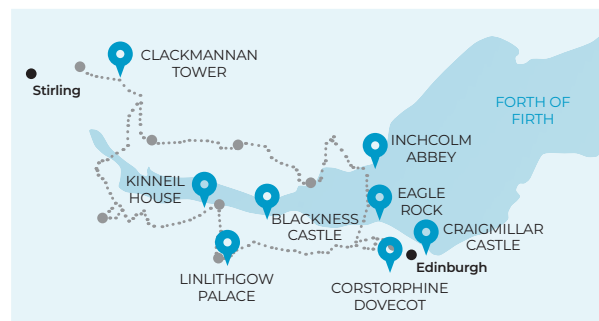 CLACKMANNAN
TOWER
Stirling
FORTH OF
FIRTH
INCHCOLM
ABBEY
KINNEIL
HOUSE
EAGLE
ROCK
BLACKNESS
CASTLE
CRAIGMILLAR
CASTLE
Edinburgh
LINLITHGOW
PALACE
CORSTORPHINE
DOVECOT